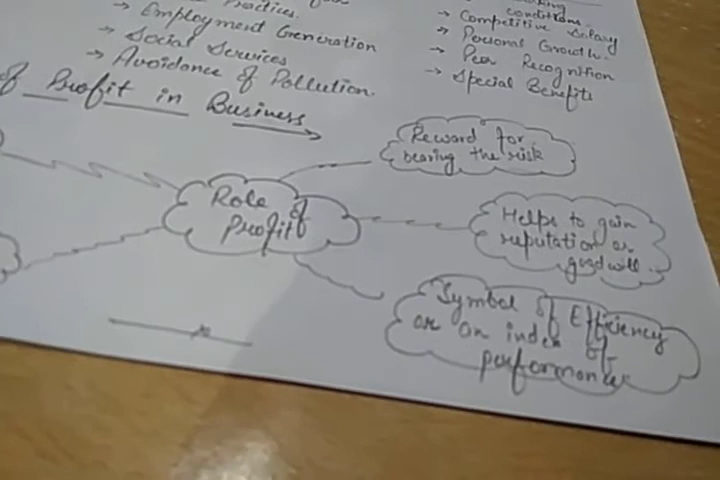 Practices.
→ Employment Generation
→ Social Services
→ Avoidance of Pollution.
conditions.
→ Competitive Salary
→ Personal Growth.
→ Peer Recognition
→ Special Benefits
of Profit in Business
Role of
Profit
Reward for
bearing the risk
Helps to gain
reputation or
goodwill.
Symbol of Efficiency
or an index of
performance